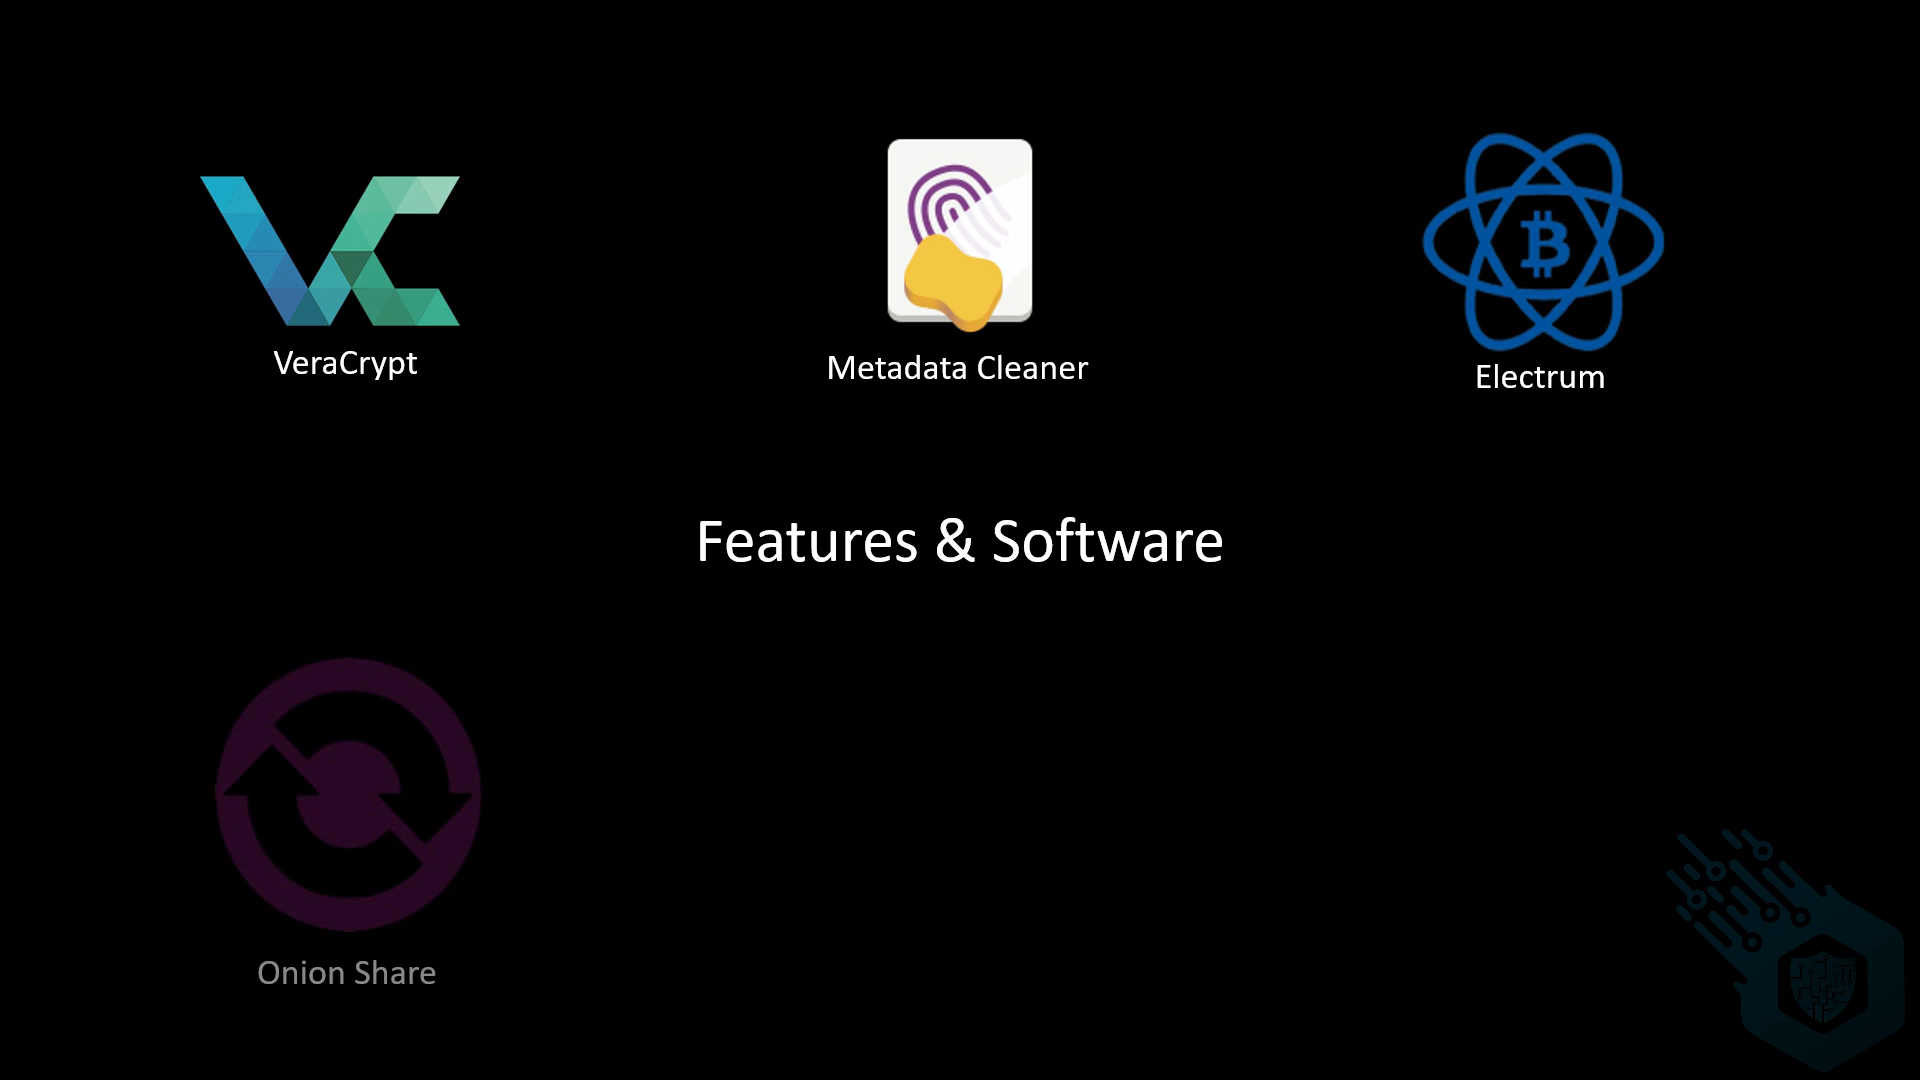 VeraCrypt
Metadata Cleaner
Electrum
Features & Software
Onion Share